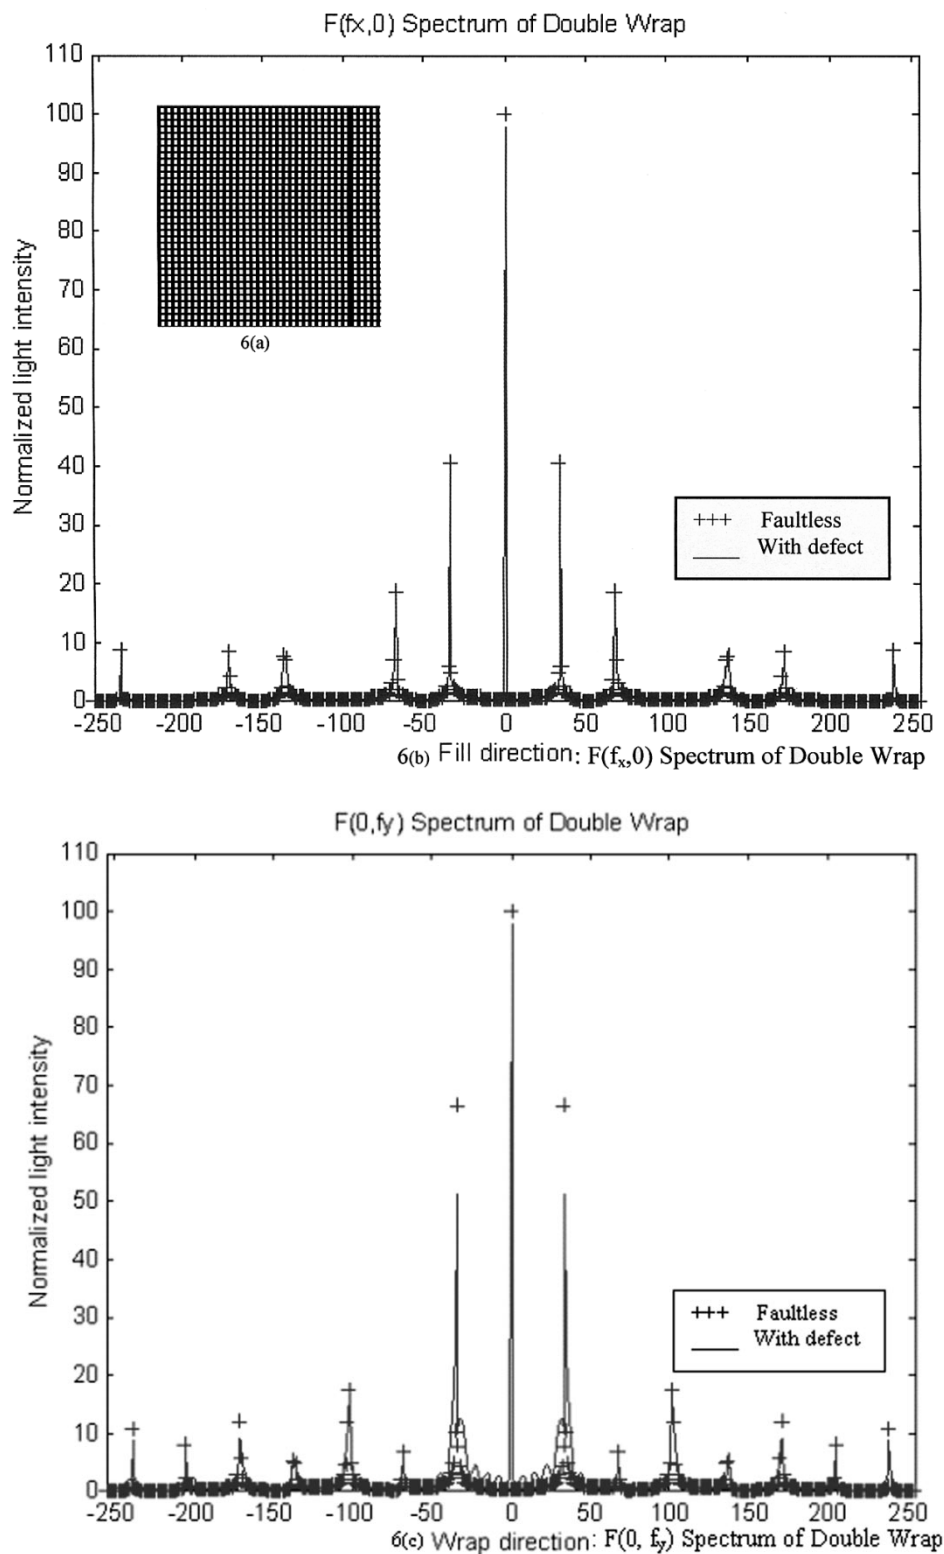 F(fx,0) Spectrum of Double Wrap
110
100
90
80
70
60
50
40
30
20
10
0
Normalized light intensity
6(a)
+++ Faultless
With defect
-250 -200 -150 -100 -50 0 50 100 150 200 250
6(b) Fill direction: F(fx,0) Spectrum of Double Wrap
F(0,fy) Spectrum of Double Wrap
110
100
90
80
70
60
50
40
30
20
10
0
Normalized light intensity
+++ Faultless
With defect
-250 -200 -150 -100 -50 0 50 100 150 200 250
6(c) Wrap direction: F(0, fy) Spectrum of Double Wrap